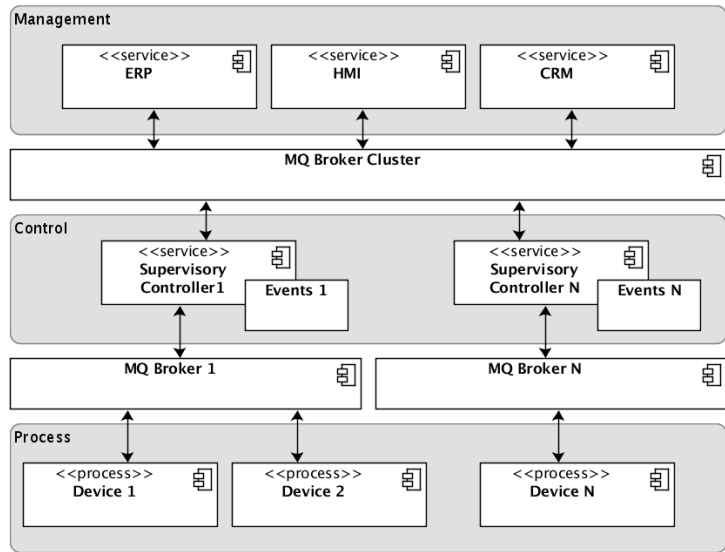 Management
<<service>>
ERP
<<service>>
HMI
<<service>>
CRM
MQ Broker Cluster
Control
<<service>>
Supervisory
Controller1
Events 1
<<service>>
Supervisory
Controller N
Events N
MQ Broker 1
MQ Broker N
Process
<<process>>
Device 1
<<process>>
Device 2
<<process>>
Device N